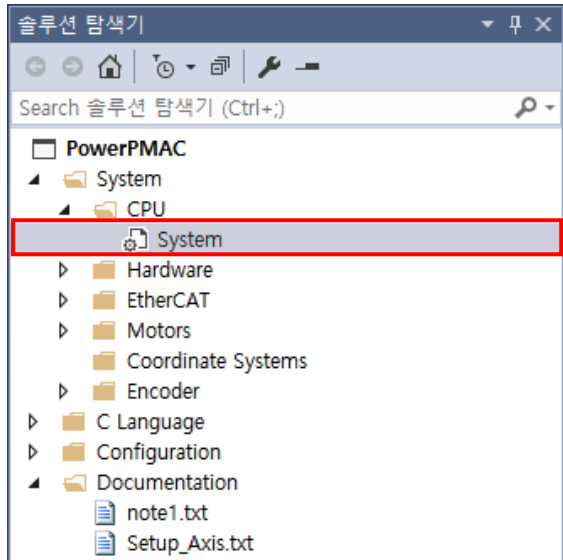 솔루션 탐색기
Search 솔루션 탐색기 (Ctrl+;)
PowerPMAC
System
CPU
System
Hardware
EtherCAT
Motors
Coordinate Systems
Encoder
C Language
Configuration
Documentation
note1.txt
Setup_Axis.txt